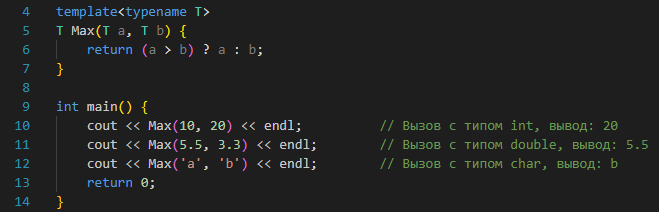 4 template<typename T>
5 T Max(T a, T b) {
6     return (a > b) ? a : b;
7 }
8
9 int main() {
10     cout << Max(10, 20) << endl;          // Вызов с типом int, вывод: 20
11     cout << Max(5.5, 3.3) << endl;        // Вызов с типом double, вывод: 5.5
12     cout << Max('a', 'b') << endl;        // Вызов с типом char, вывод: b
13     return 0;
14 }